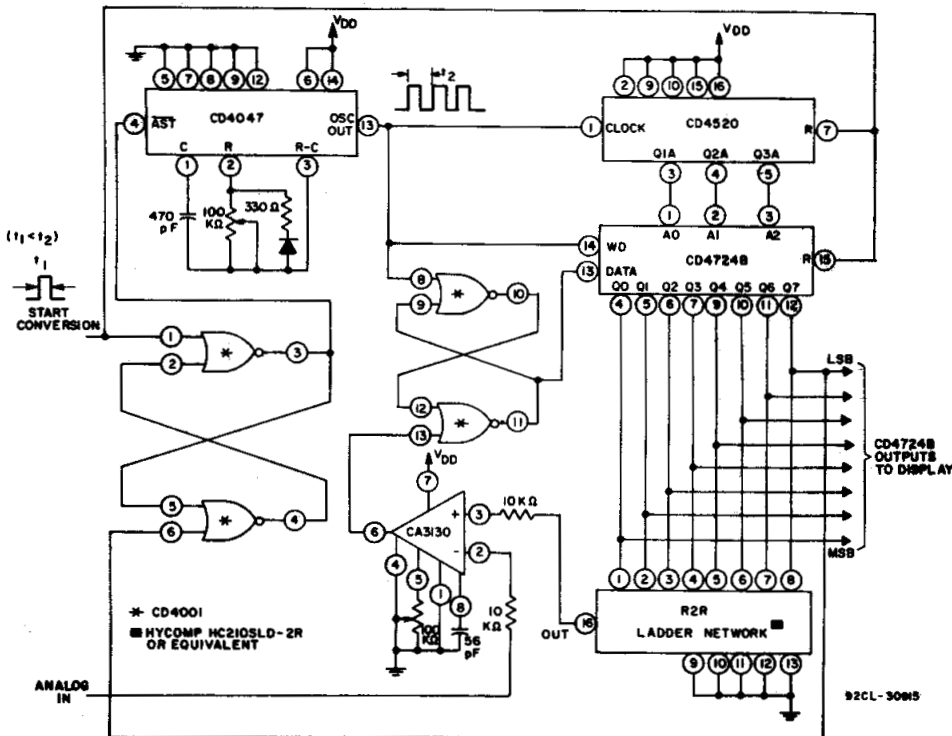 VDD
VDD
5 7 8 9 12
6 14
t2
2 9 10 15 16
4 AST
CD4047
OSC OUT 13
1 CLOCK
CD4520
R 7
C
R
R-C
Q1A
Q2A
Q3A
1
2
3
3
4
5
470 pF
100 KΩ
330Ω
1
2
3
A0
A1
A2
(t1 < t2)
t1
START CONVERSION
14 WD
CD4724B
R 15
13 DATA
Q0 Q1 Q2 Q3 Q4 Q5 Q6 Q7
4 5 6 7 9 10 11 12
8
9
*
10
1
2
*
3
LSB
12
13
*
11
CD4724B OUTPUTS TO DISPLAY
VDD
7
5
6
*
4
6
CA3130
+
3
10KΩ
-
2
MSB
4
5
1
8
1 2 3 4 5 6 7 8
* CD4001
100 KΩ
56 pF
10 KΩ
OUT
16
R2R
LADDER NETWORK
HYCOMP HC210SLD-2R
OR EQUIVALENT
9 10 11 12 13
ANALOG IN
92CL-30915